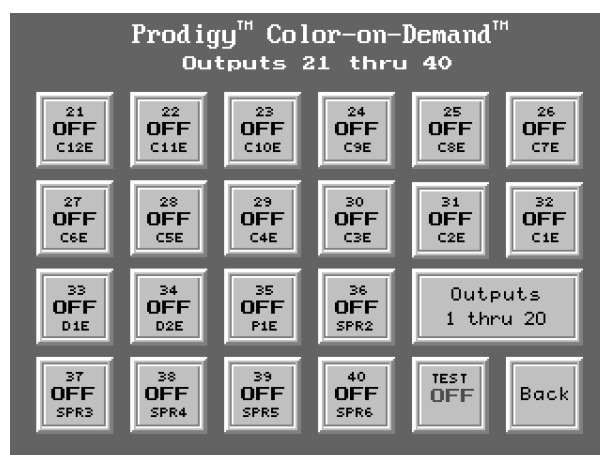 Prodigy™ Color-on-Demand™
Outputs 21 thru 40
21 22 23 24 25 26
OFF OFF OFF OFF OFF OFF
C12E C11E C10E C9E C8E C7E
27 28 29 30 31 32
OFF OFF OFF OFF OFF OFF
C6E C5E C4E C3E C2E C1E
33 34 35 36
OFF OFF OFF OFF
D1E D2E P1E SPR2
Outputs
1 thru 20
37 38 39 40
OFF OFF OFF OFF
SPR3 SPR4 SPR5 SPR6
TEST
OFF
Back